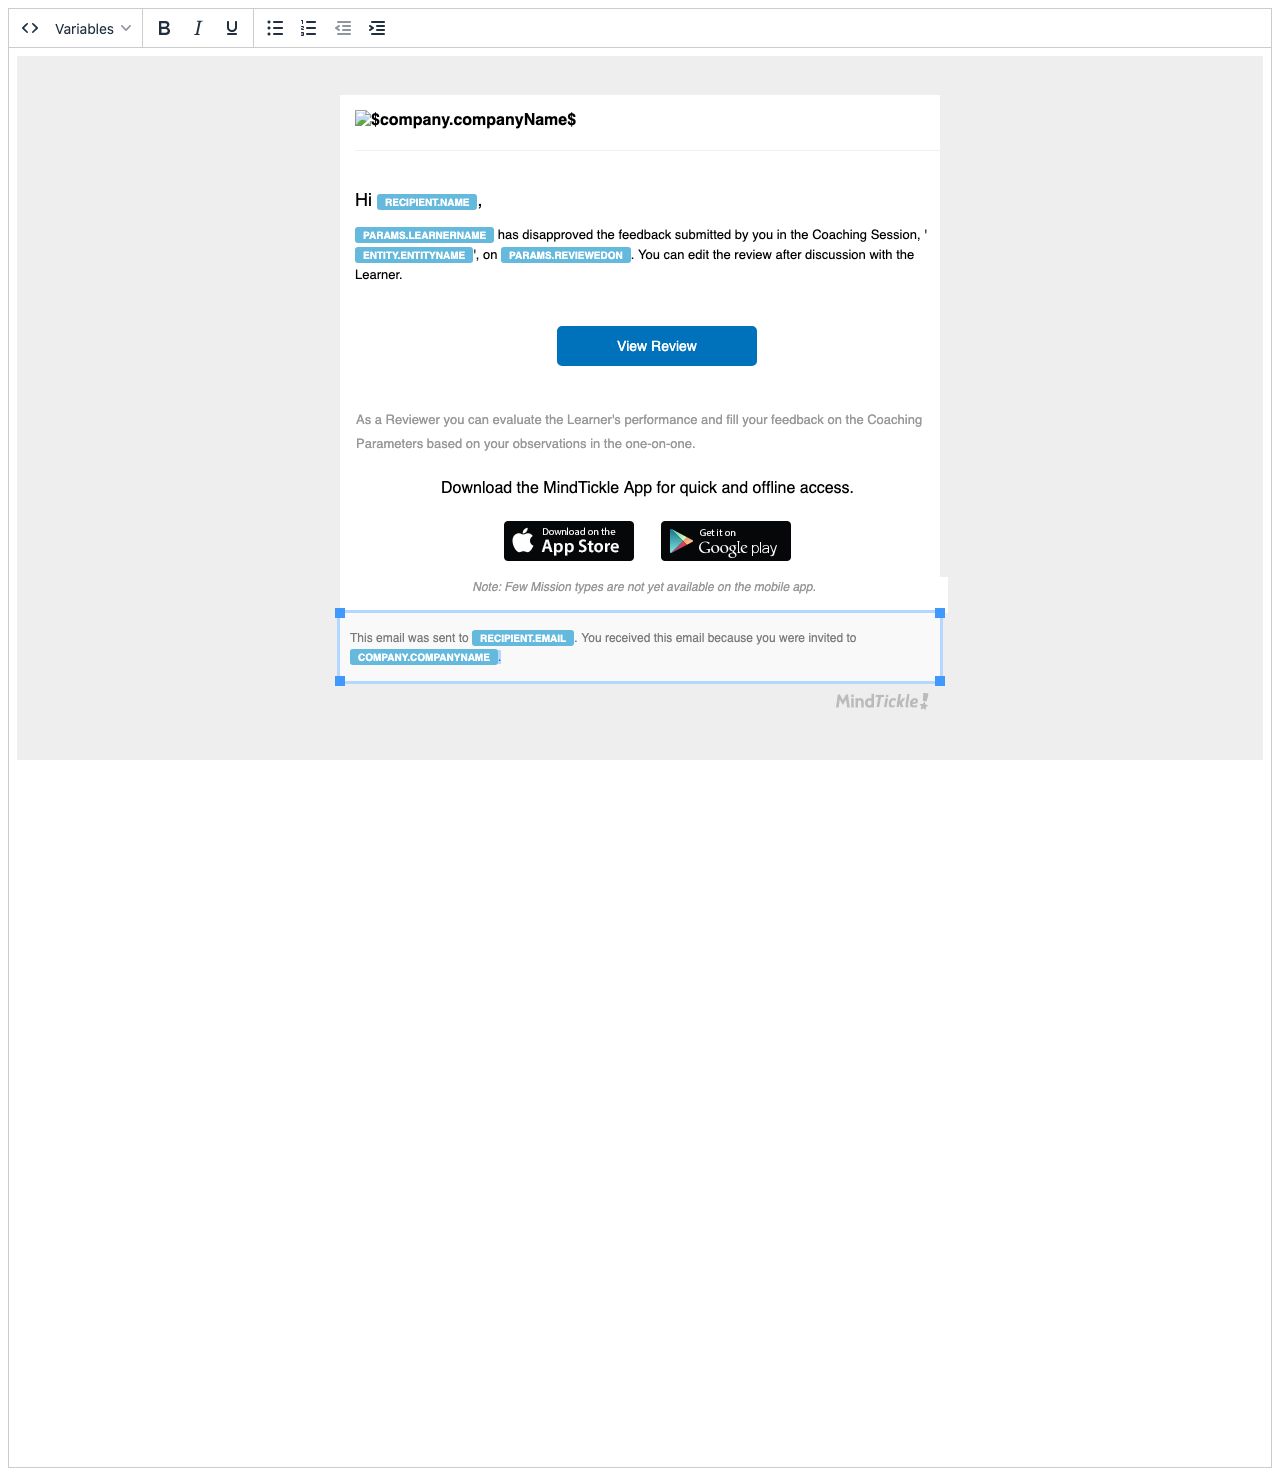 Variables B I U
$company.companyName$
Hi RECIPIENT.NAME ,
PARAMS.LEARNERNAME has disapproved the feedback submitted by you in the Coaching Session, '
ENTITY.ENTITYNAME ', on PARAMS.REVIEWEDON . You can edit the review after discussion with the
Learner.
View Review
As a Reviewer you can evaluate the Learner's performance and fill your feedback on the Coaching
Parameters based on your observations in the one-on-one.
Download the MindTickle App for quick and offline access.
Download on the
App Store
Get it on
Google play
Note: Few Mission types are not yet available on the mobile app.
This email was sent to RECIPIENT.EMAIL . You received this email because you were invited to
COMPANY.COMPANYNAME .
MindTickle!